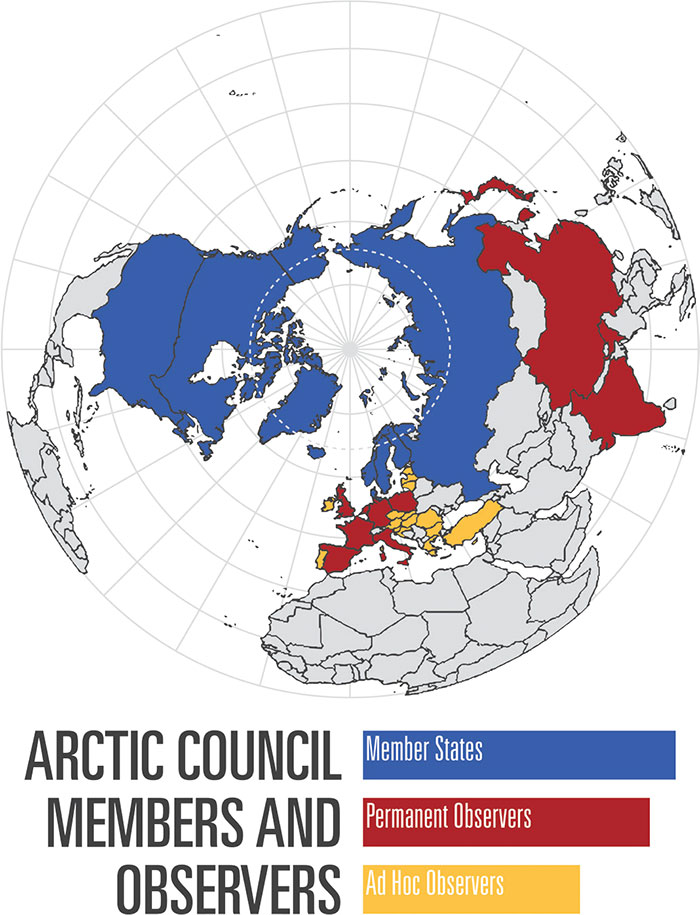 ARCTIC COUNCIL
MEMBERS AND
OBSERVERS
Member States
Permanent Observers
Ad Hoc Observers